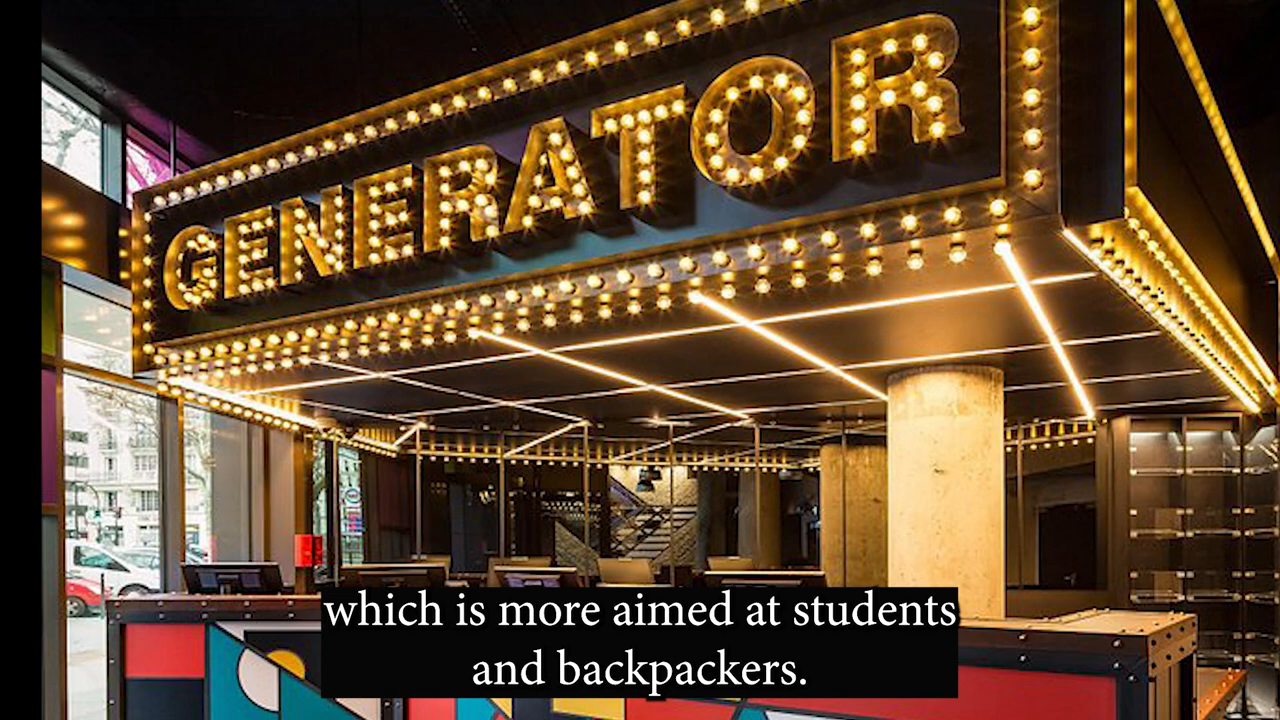 GENERATOR
which is more aimed at students
and backpackers.